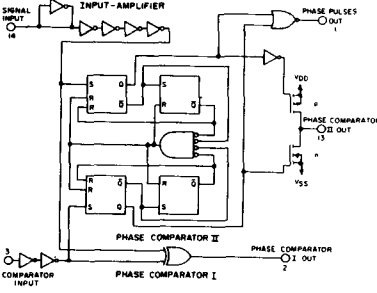 INPUT-AMPLIFIER
SIGNAL
INPUT
14
PHASE PULSES
OUT
1
S Q
R
R Q̅
S
R Q̅
VDD
p
PHASE COMPARATOR
II OUT
13
n
VSS
R
R Q̅
S Q
R Q̅
S
PHASE COMPARATOR II
3
COMPARATOR
INPUT
PHASE COMPARATOR I
PHASE COMPARATOR
I OUT
2